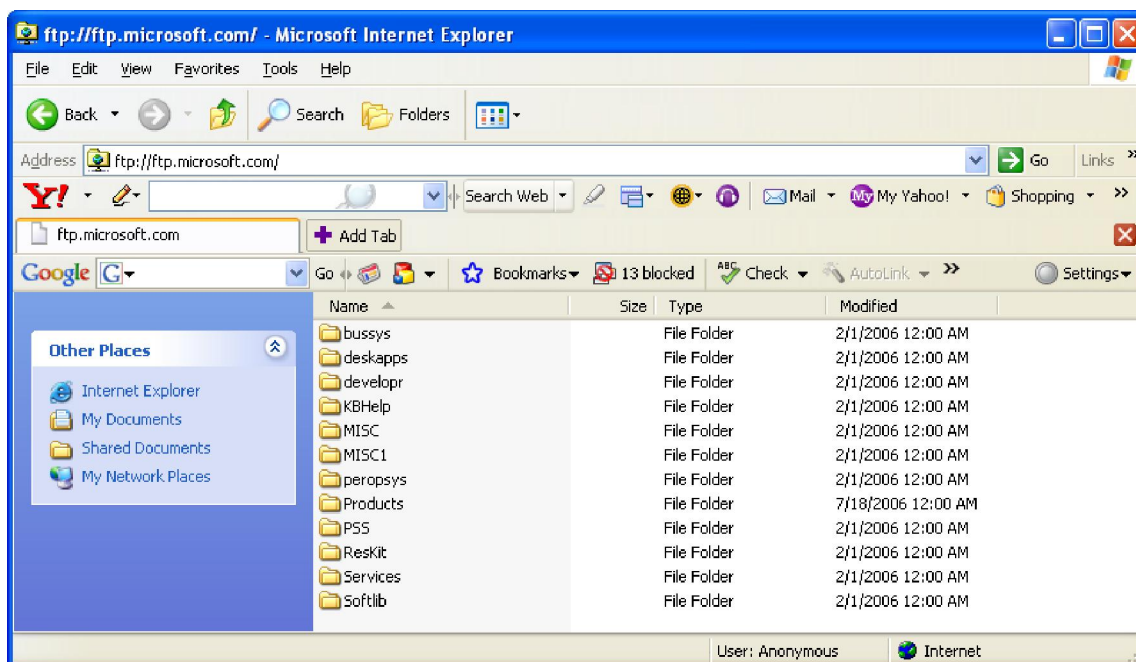 ftp://ftp.microsoft.com/ - Microsoft Internet Explorer
File Edit View Favorites Tools Help
Back Search Folders
Address ftp://ftp.microsoft.com/ Go Links »
Y! Search Web Mail My My Yahoo! Shopping »
ftp.microsoft.com Add Tab
Google G Go Bookmarks 13 blocked ABC Check AutoLink » Settings
Name Size Type Modified
Other Places
Internet Explorer
My Documents
Shared Documents
My Network Places
bussys File Folder 2/1/2006 12:00 AM
deskapps File Folder 2/1/2006 12:00 AM
developr File Folder 2/1/2006 12:00 AM
KBHelp File Folder 2/1/2006 12:00 AM
MISC File Folder 2/1/2006 12:00 AM
MISC1 File Folder 2/1/2006 12:00 AM
peropsys File Folder 2/1/2006 12:00 AM
Products File Folder 7/18/2006 12:00 AM
PSS File Folder 2/1/2006 12:00 AM
ResKit File Folder 2/1/2006 12:00 AM
Services File Folder 2/1/2006 12:00 AM
Softlib File Folder 2/1/2006 12:00 AM
User: Anonymous Internet